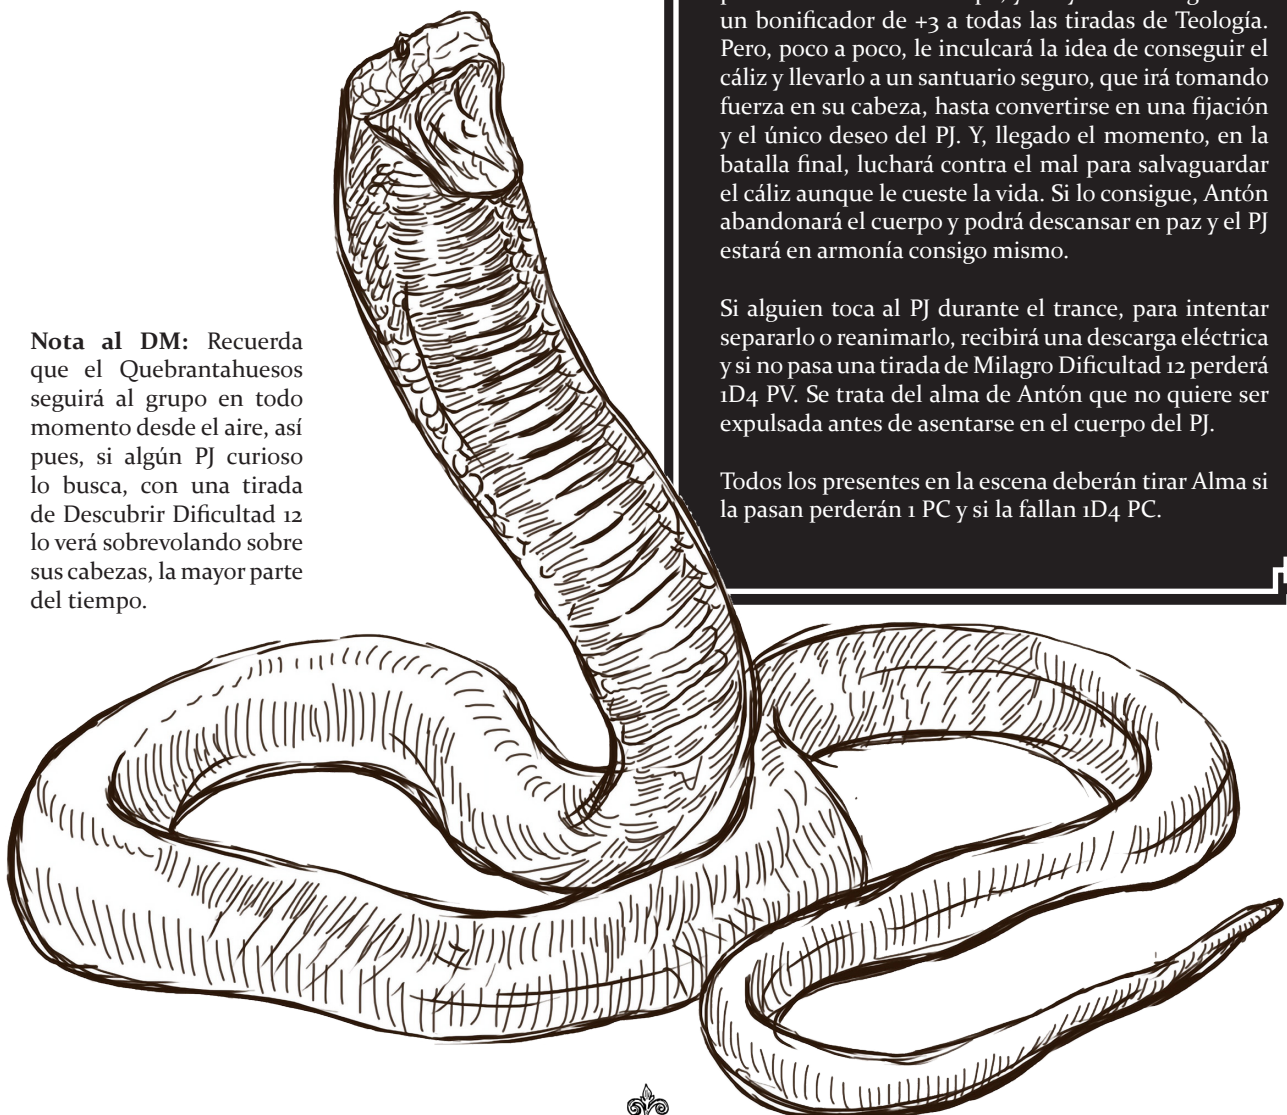 Nota al DM: Recuerda
que el Quebrantahuesos
seguirá al grupo en todo
momento desde el aire, así
pues, si algún PJ curioso
lo busca, con una tirada
de Descubrir Dificultad 12
lo verá sobrevolando sobre
sus cabezas, la mayor parte
del tiempo.
un bonificador de +3 a todas las tiradas de Teología.
Pero, poco a poco, le inculcará la idea de conseguir el
cáliz y llevarlo a un santuario seguro, que irá tomando
fuerza en su cabeza, hasta convertirse en una fijación
y el único deseo del PJ. Y, llegado el momento, en la
batalla final, luchará contra el mal para salvaguardar
el cáliz aunque le cueste la vida. Si lo consigue, Antón
abandonará el cuerpo y podrá descansar en paz y el PJ
estará en armonía consigo mismo.
Si alguien toca al PJ durante el trance, para intentar
separarlo o reanimarlo, recibirá una descarga eléctrica
y si no pasa una tirada de Milagro Dificultad 12 perderá
1D4 PV. Se trata del alma de Antón que no quiere ser
expulsada antes de asentarse en el cuerpo del PJ.
Todos los presentes en la escena deberán tirar Alma si
la pasan perderán 1 PC y si la fallan 1D4 PC.